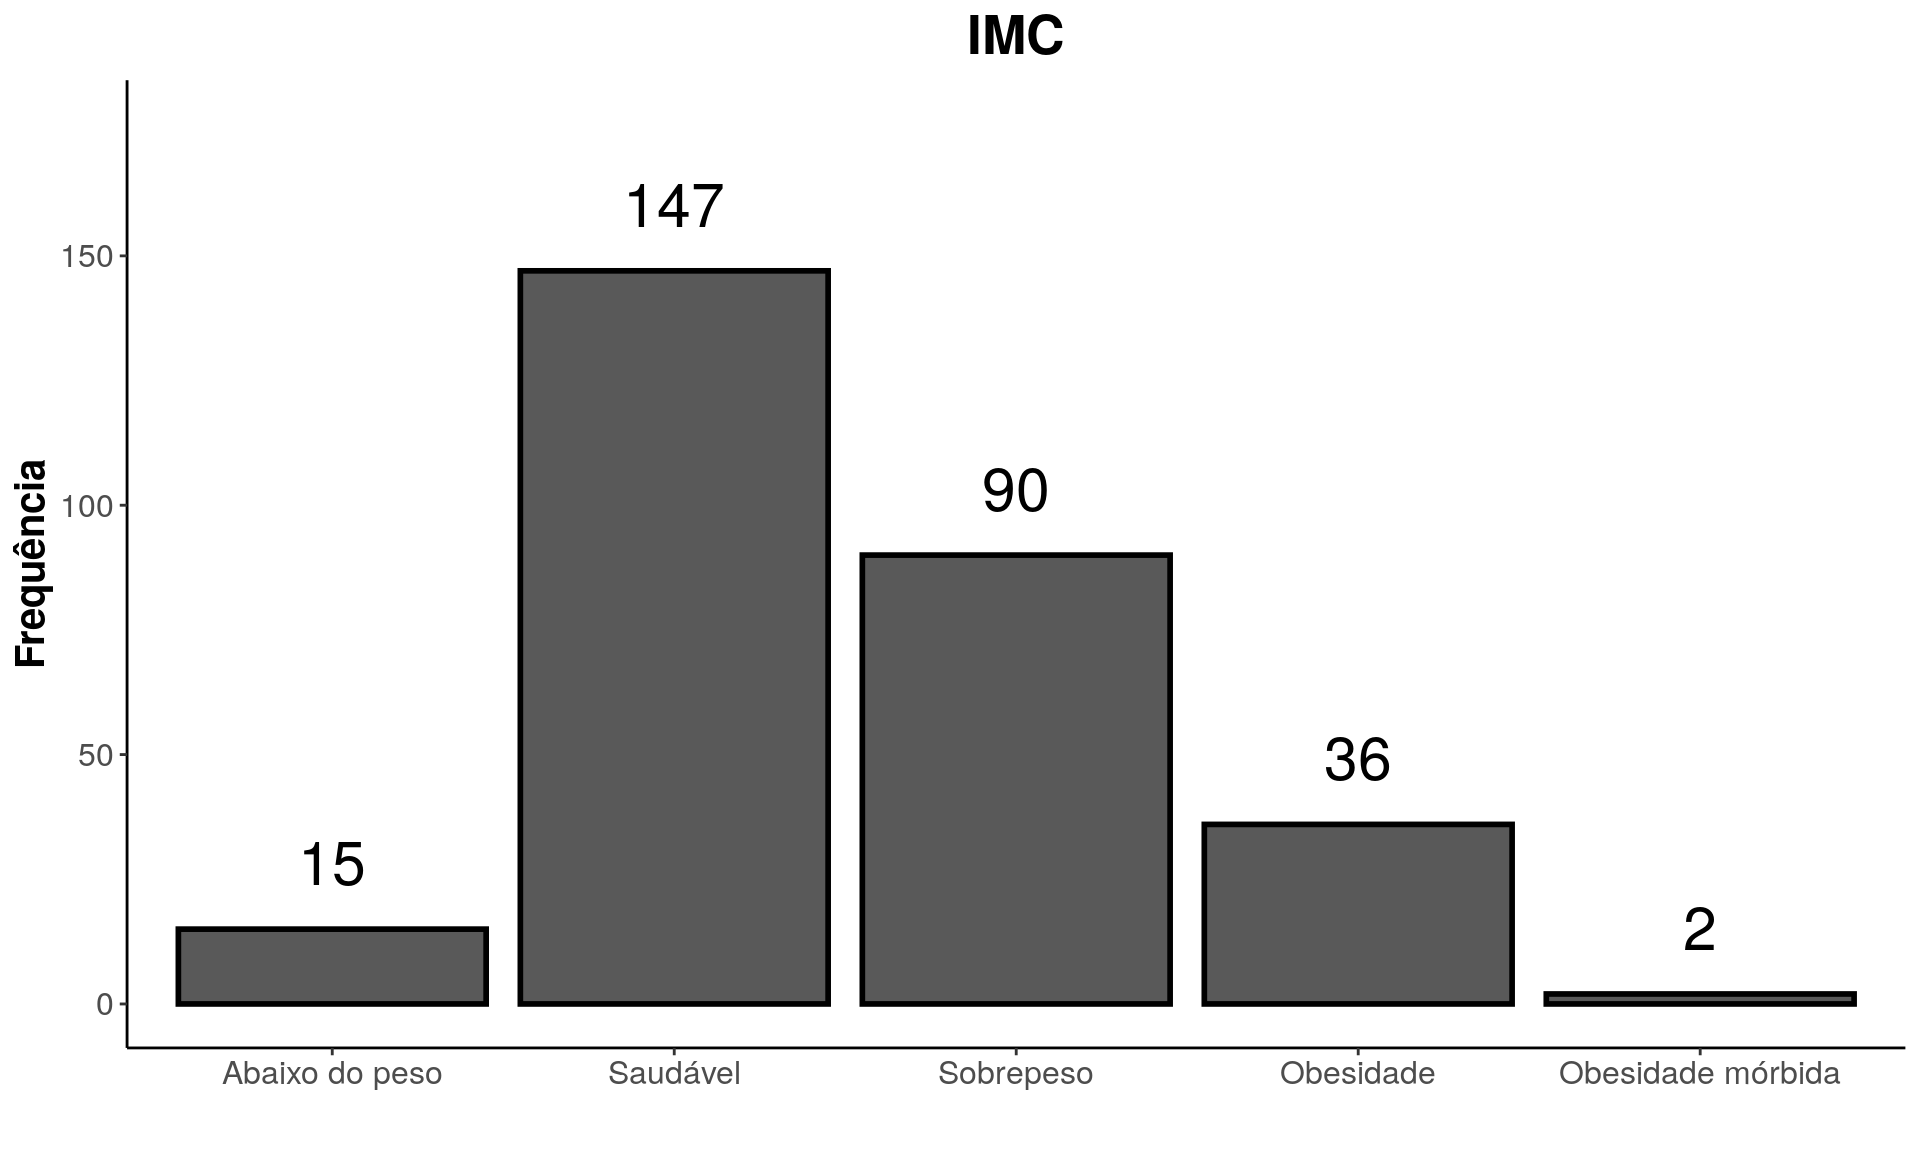 IMC
Frequência
150
100
50
0
147
90
36
15
2
Abaixo do peso
Saudável
Sobrepeso
Obesidade
Obesidade mórbida